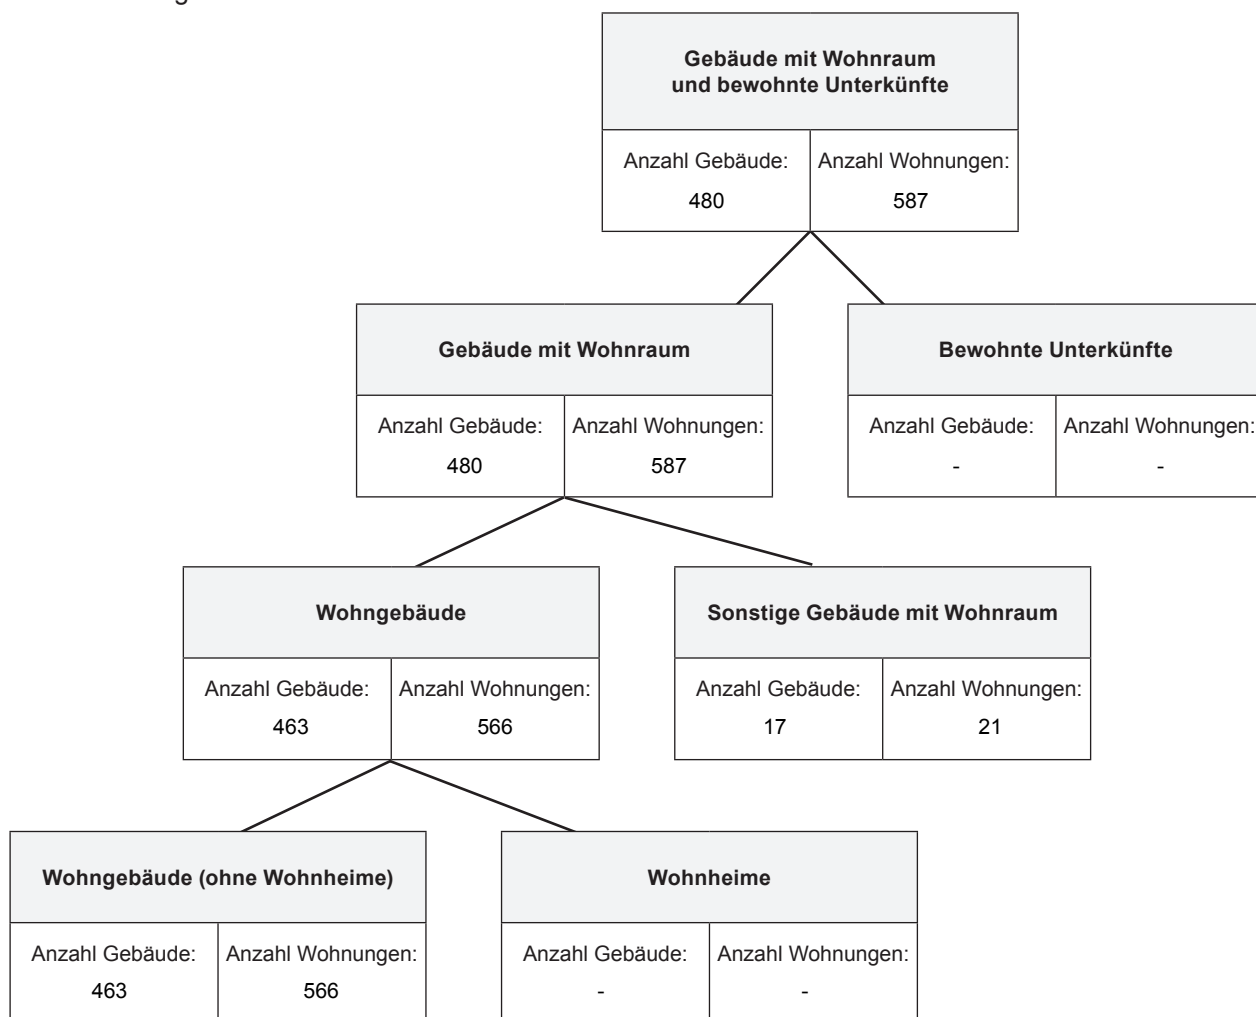 Gebäude mit Wohnraum
und bewohnte Unterkünfte
Anzahl Gebäude: Anzahl Wohnungen:
480 587
Gebäude mit Wohnraum Bewohnte Unterkünfte
Anzahl Gebäude: Anzahl Wohnungen: Anzahl Gebäude: Anzahl Wohnungen:
480 587 - -
Wohngebäude Sonstige Gebäude mit Wohnraum
Anzahl Gebäude: Anzahl Wohnungen: Anzahl Gebäude: Anzahl Wohnungen:
463 566 17 21
Wohngebäude (ohne Wohnheime) Wohnheime
Anzahl Gebäude: Anzahl Wohnungen: Anzahl Gebäude: Anzahl Wohnungen:
463 566 - -